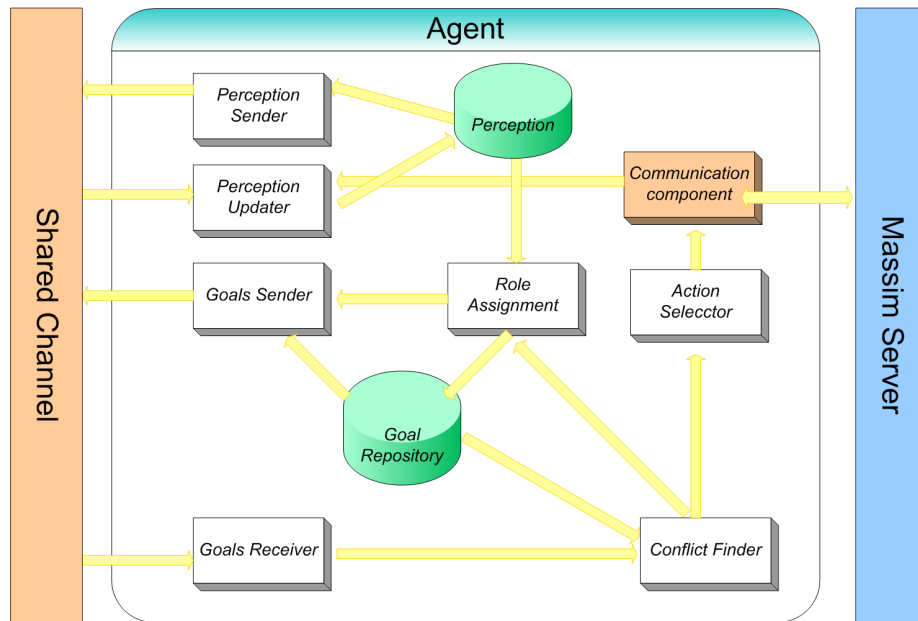 Agent
Shared Channel
Massim Server
Perception
Sender
Perception
Perception
Updater
Communication
component
Goals Sender
Role
Assignment
Action
Selecctor
Goal
Repository
Goals Receiver
Conflict Finder